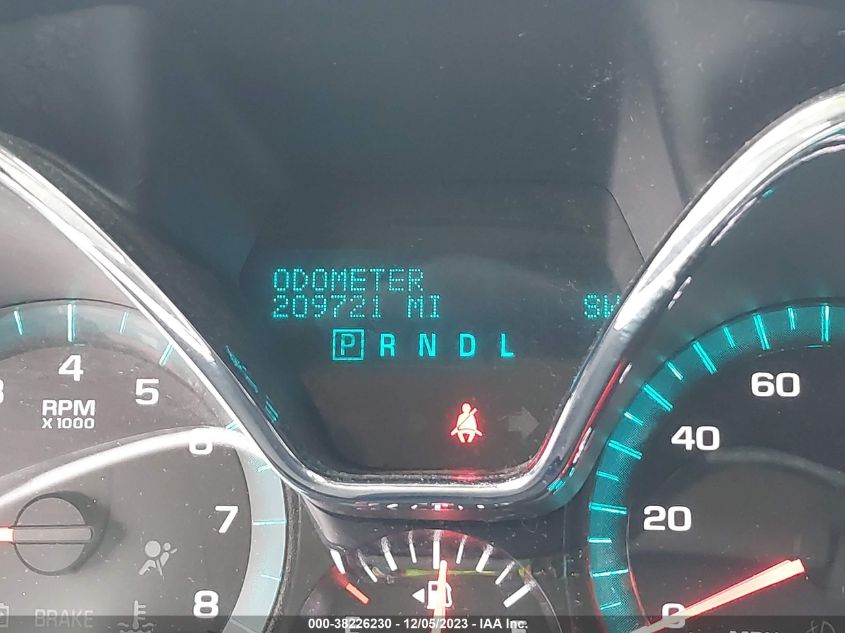 ODOMETER
209721 MI SW
P R N D L
4
5
RPM
X 1000
6
7
8
BRAKE
60
40
20
0
000-38226230 - 12/05/2023 - IAA Inc.